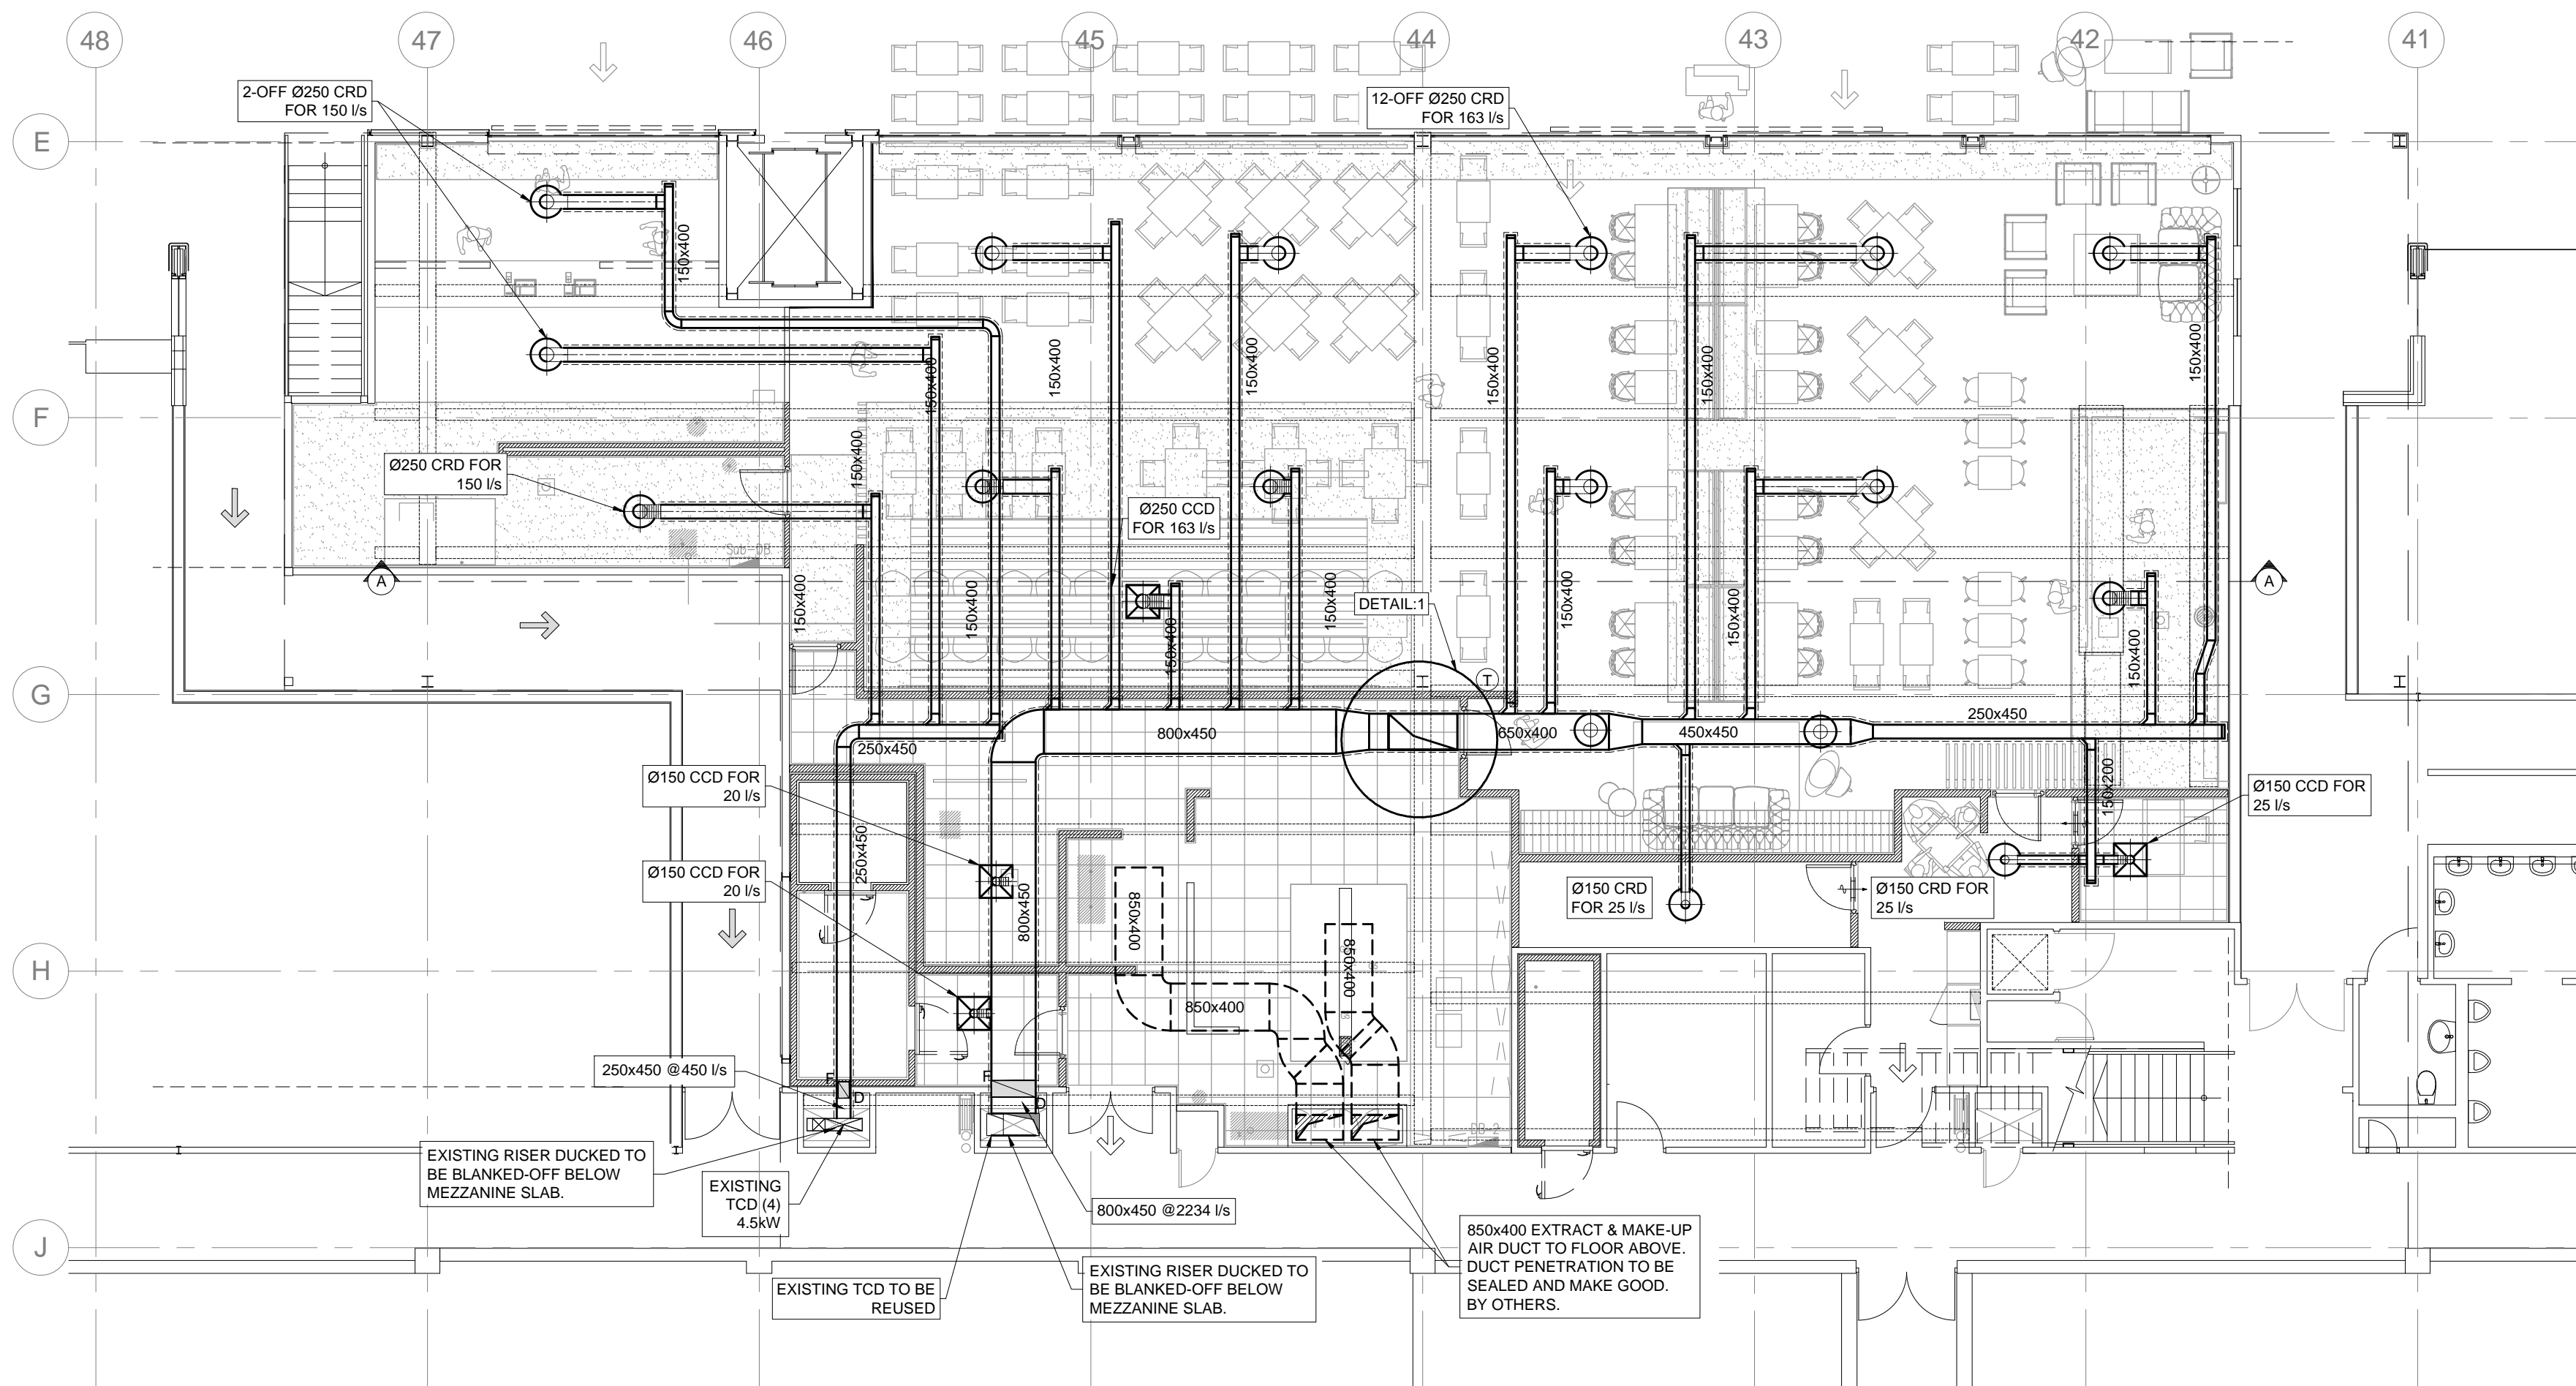 48
47
46
45
44
43
42
41
E
F
G
H
J
2-OFF Ø250 CRD
FOR 150 l/s
12-OFF Ø250 CRD
FOR 163 l/s
150x400
150x400
150x400
150x400
150x400
150x400
150x400
150x400
Ø250 CRD FOR
150 l/s
Ø250 CCD
FOR 163 l/s
Sub-DB
A
A
150x400
150x400
150x400
150x400
150x400
150x400
150x400
DETAIL:1
T
250x450
800x450
650x400
450x450
250x450
Ø150 CCD FOR
20 l/s
150x200
Ø150 CCD FOR
25 l/s
250x450
Ø150 CCD FOR
20 l/s
800x450
850x400
850x400
850x400
Ø150 CRD
FOR 25 l/s
Ø150 CRD FOR
25 l/s
250x450 @450 l/s
F
D
F
D
DB-2
EXISTING RISER DUCKED TO
BE BLANKED-OFF BELOW
MEZZANINE SLAB.
EXISTING
TCD (4)
4.5kW
800x450 @2234 l/s
EXISTING TCD TO BE
REUSED
EXISTING RISER DUCKED TO
BE BLANKED-OFF BELOW
MEZZANINE SLAB.
850x400 EXTRACT & MAKE-UP
AIR DUCT TO FLOOR ABOVE.
DUCT PENETRATION TO BE
SEALED AND MAKE GOOD.
BY OTHERS.